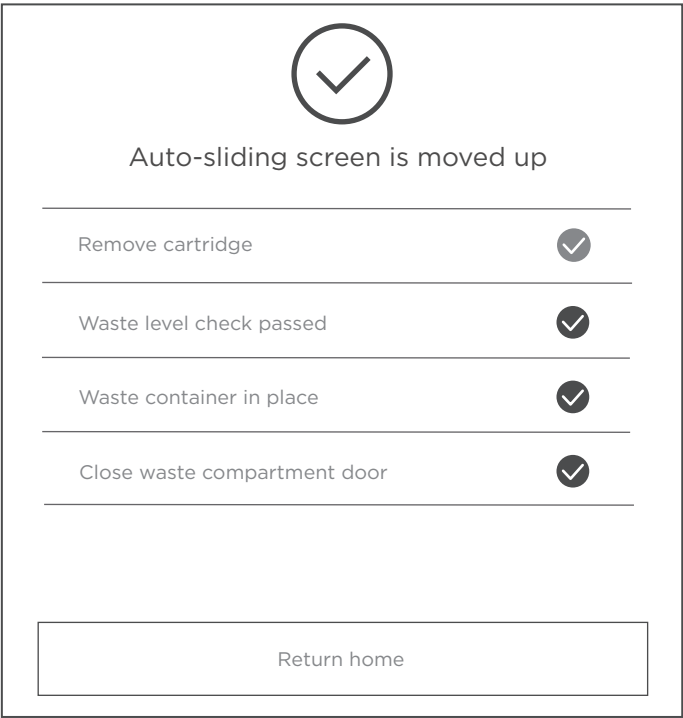 Auto-sliding screen is moved up
Remove cartridge
Waste level check passed
Waste container in place
Close waste compartment door
Return home